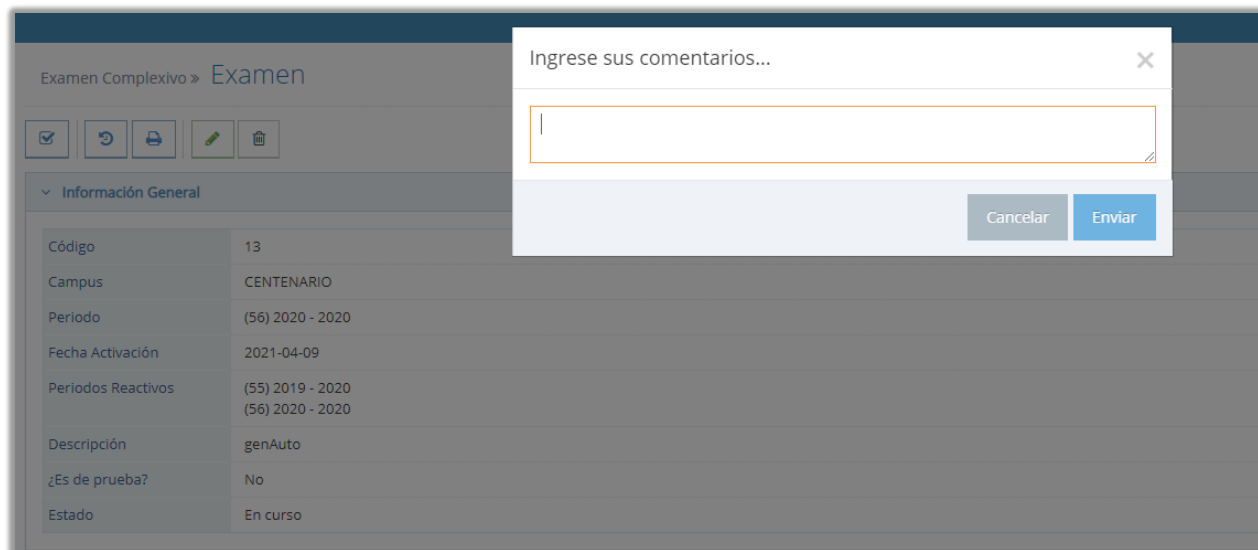 Examen Complexivo » Examen
Ingrese sus comentarios...
Cancelar Enviar
Información General
Código 13
Campus CENTENARIO
Periodo (56) 2020 - 2020
Fecha Activación 2021-04-09
Periodos Reactivos (55) 2019 - 2020
(56) 2020 - 2020
Descripción genAuto
¿Es de prueba? No
Estado En curso